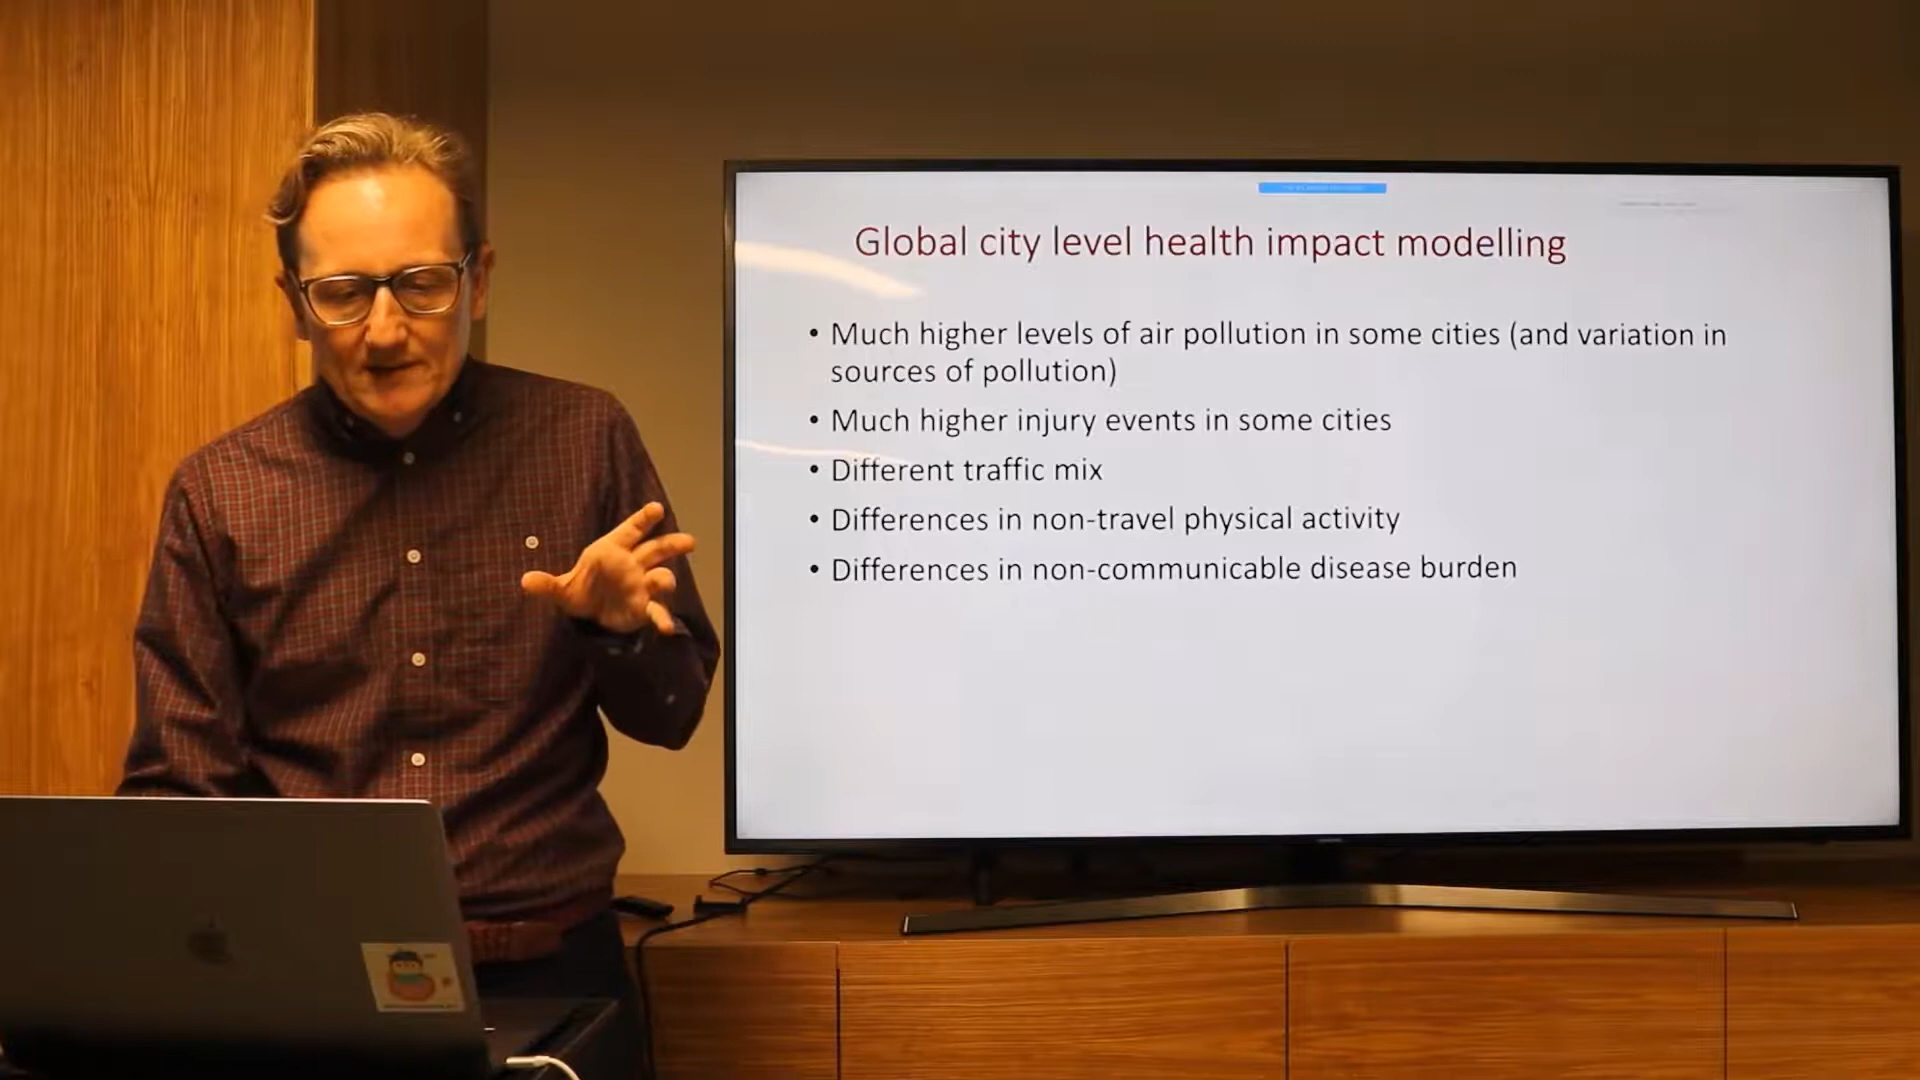 Global city level health impact modelling
• Much higher levels of air pollution in some cities (and variation in
sources of pollution)
• Much higher injury events in some cities
• Different traffic mix
• Differences in non-travel physical activity
• Differences in non-communicable disease burden